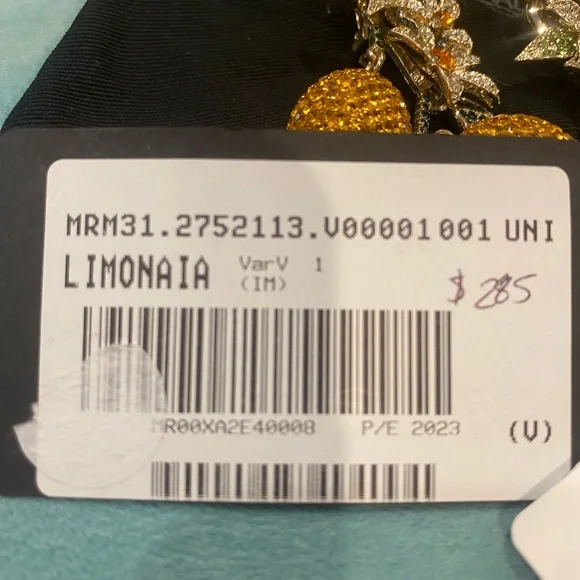 MRM31.2752113.V00001001 UNI
LIMONAIA VarV 1
(IM)
$ 285
MR00XA2E40008 P/E 2023 (V)